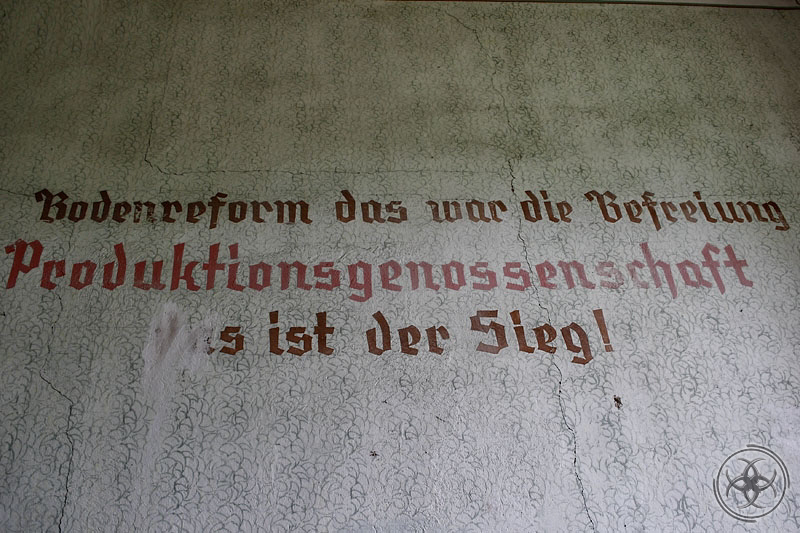 Bodenreform das war die Befreiung
Produktionsgenossenschaft
ist der Sieg!